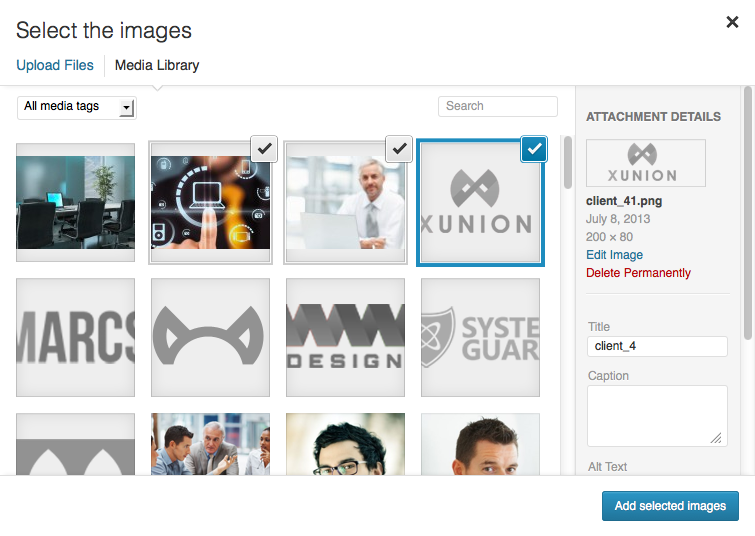 Select the images
Upload Files
Media Library
All media tags
Search
ATTACHMENT DETAILS
XUNION
client_41.png
July 8, 2013
200 × 80
Edit Image
Delete Permanently
XUNION
MARCS
WW
DESIGN
SYSTE
GUAR
Title
client_4
Caption
Alt Text
Add selected images